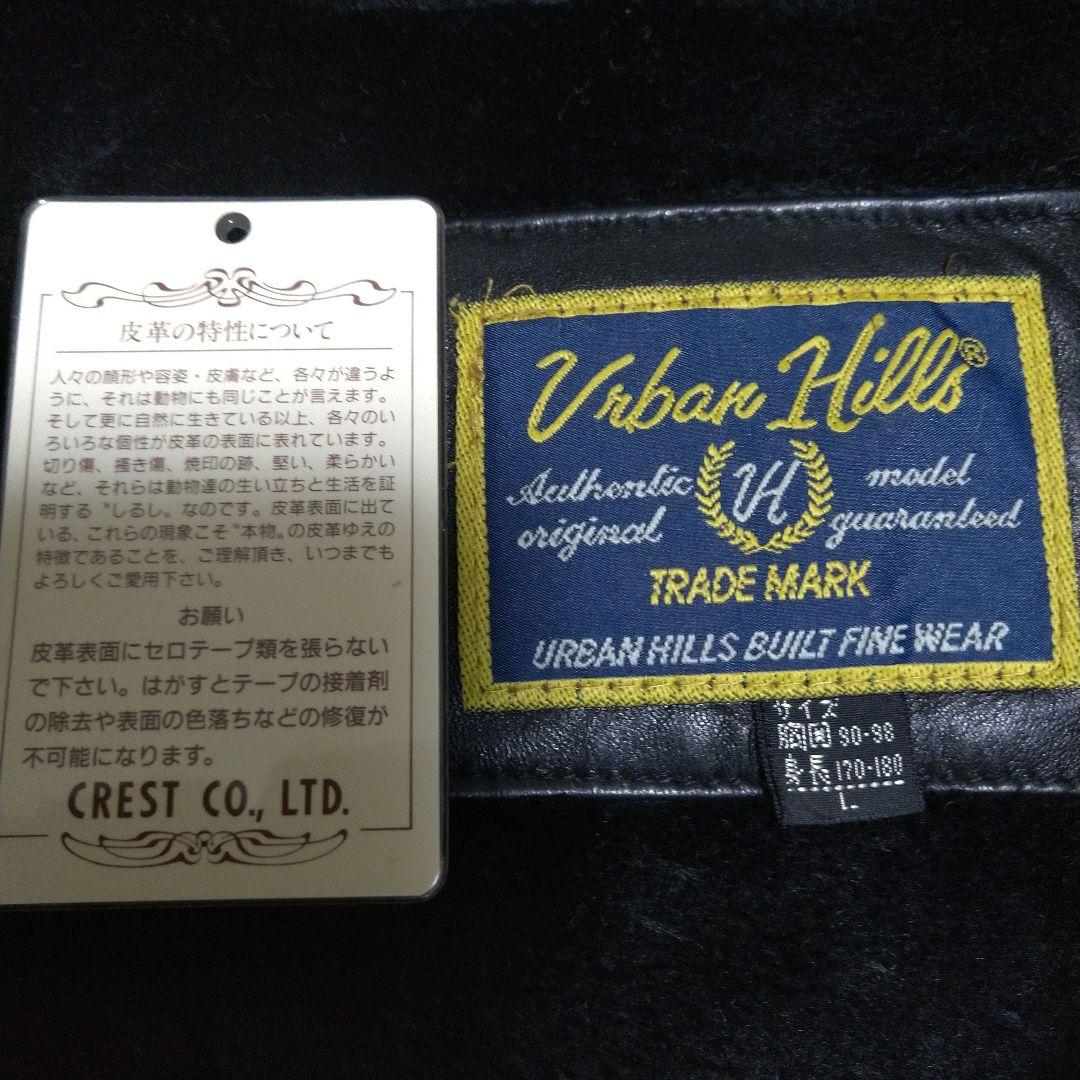 皮革の特性について
人々の顔形や容姿・皮膚など、各々が違うよ
うに、それは動物にも同じことが言えます。
そして更に自然に生きている以上、各々のい
ろいろな個性が皮革の表面に表れています。
切り傷、掻き傷、焼印の跡、堅い、柔らかい
など、それらは動物達の生い立ちと生活を証
明する〝しるし〟なのです。皮革表面に出て
いる、これらの現象こそ〝本物〟の皮革ゆえの
特徴であることを、ご理解頂き、いつまでも
よろしくご愛用下さい。
お願い
皮革表面にセロテープ類を張らない
で下さい。はがすとテープの接着剤
の除去や表面の色落ちなどの修復が
不可能になります。
CREST CO., LTD.
Urban Hills®
Authentic UH model
original guaranteed
TRADE MARK
URBAN HILLS BUILT FINE WEAR
サイズ
胸囲 90-98
身長 170-180
L